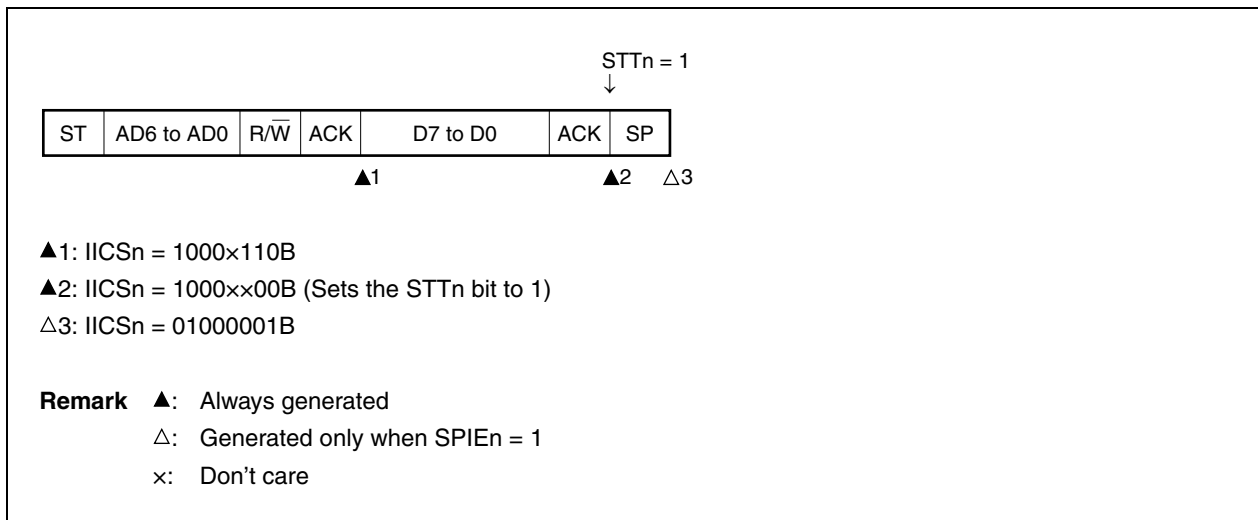 STTn = 1
↓
ST AD6 to AD0 R/W̅ ACK D7 to D0 ACK SP
▲1 ▲2 △3
▲1: IICSn = 1000×110B
▲2: IICSn = 1000××00B (Sets the STTn bit to 1)
△3: IICSn = 01000001B
Remark ▲: Always generated
△: Generated only when SPIEn = 1
×: Don't care